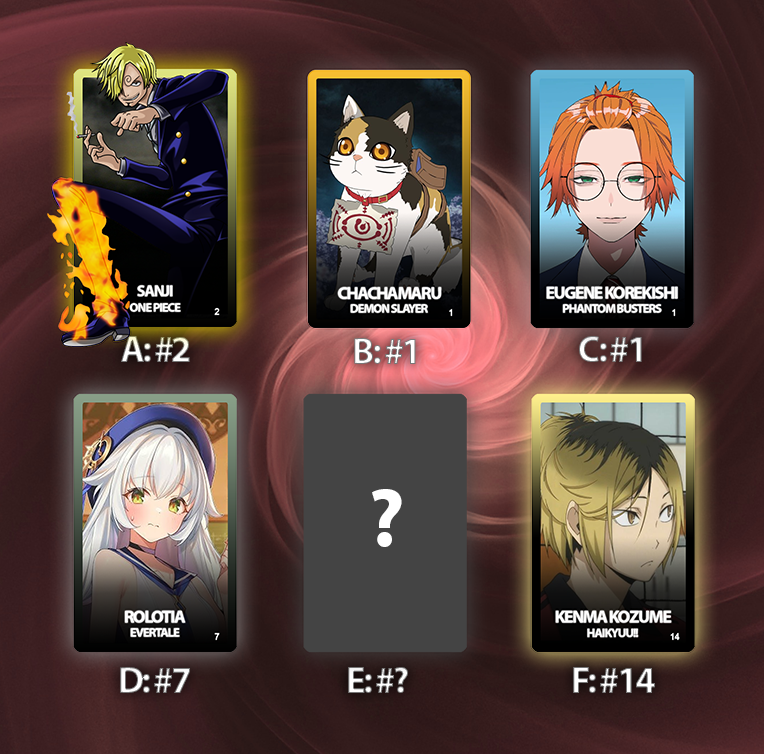 SANJI
ONE PIECE
2
A: #2
CHACHAMARU
DEMON SLAYER
1
B: #1
EUGENE KOREKISHI
PHANTOM BUSTERS
1
C: #1
ROLOTIA
EVERTALE
7
D: #7
?
E: #?
KENMA KOZUME
HAIKYUU!!
14
F: #14